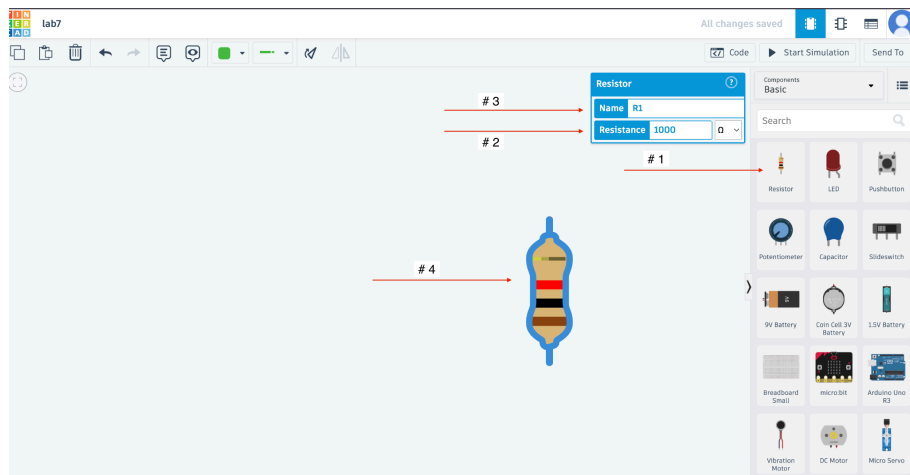 TIN
KER
CAD
lab7
All changes saved
Code
Start Simulation
Send To
Resistor
?
Name R1
Resistance 1000 Ω
# 3
# 2
# 1
# 4
Components
Basic
Search
Resistor
LED
Pushbutton
Potentiometer
Capacitor
Slideswitch
9V Battery
Coin Cell 3V
Battery
1.5V Battery
Breadboard
Small
micro:bit
Arduino Uno
R3
Vibration
Motor
DC Motor
Micro Servo